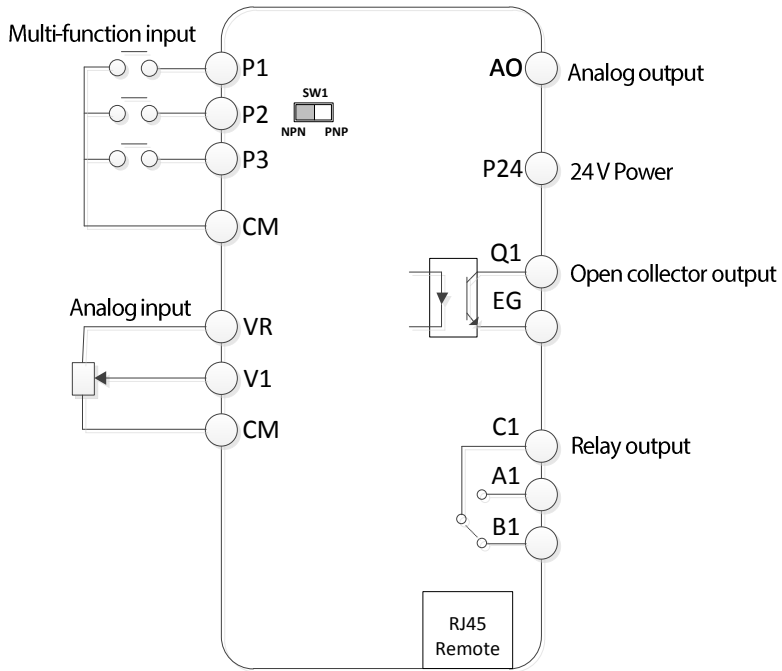 Multi-function input
P1
P2
P3
CM
SW1
NPN PNP
Analog input
VR
V1
CM
AO Analog output
P24 24 V Power
Q1
Open collector output
EG
C1 Relay output
A1
B1
RJ45
Remote